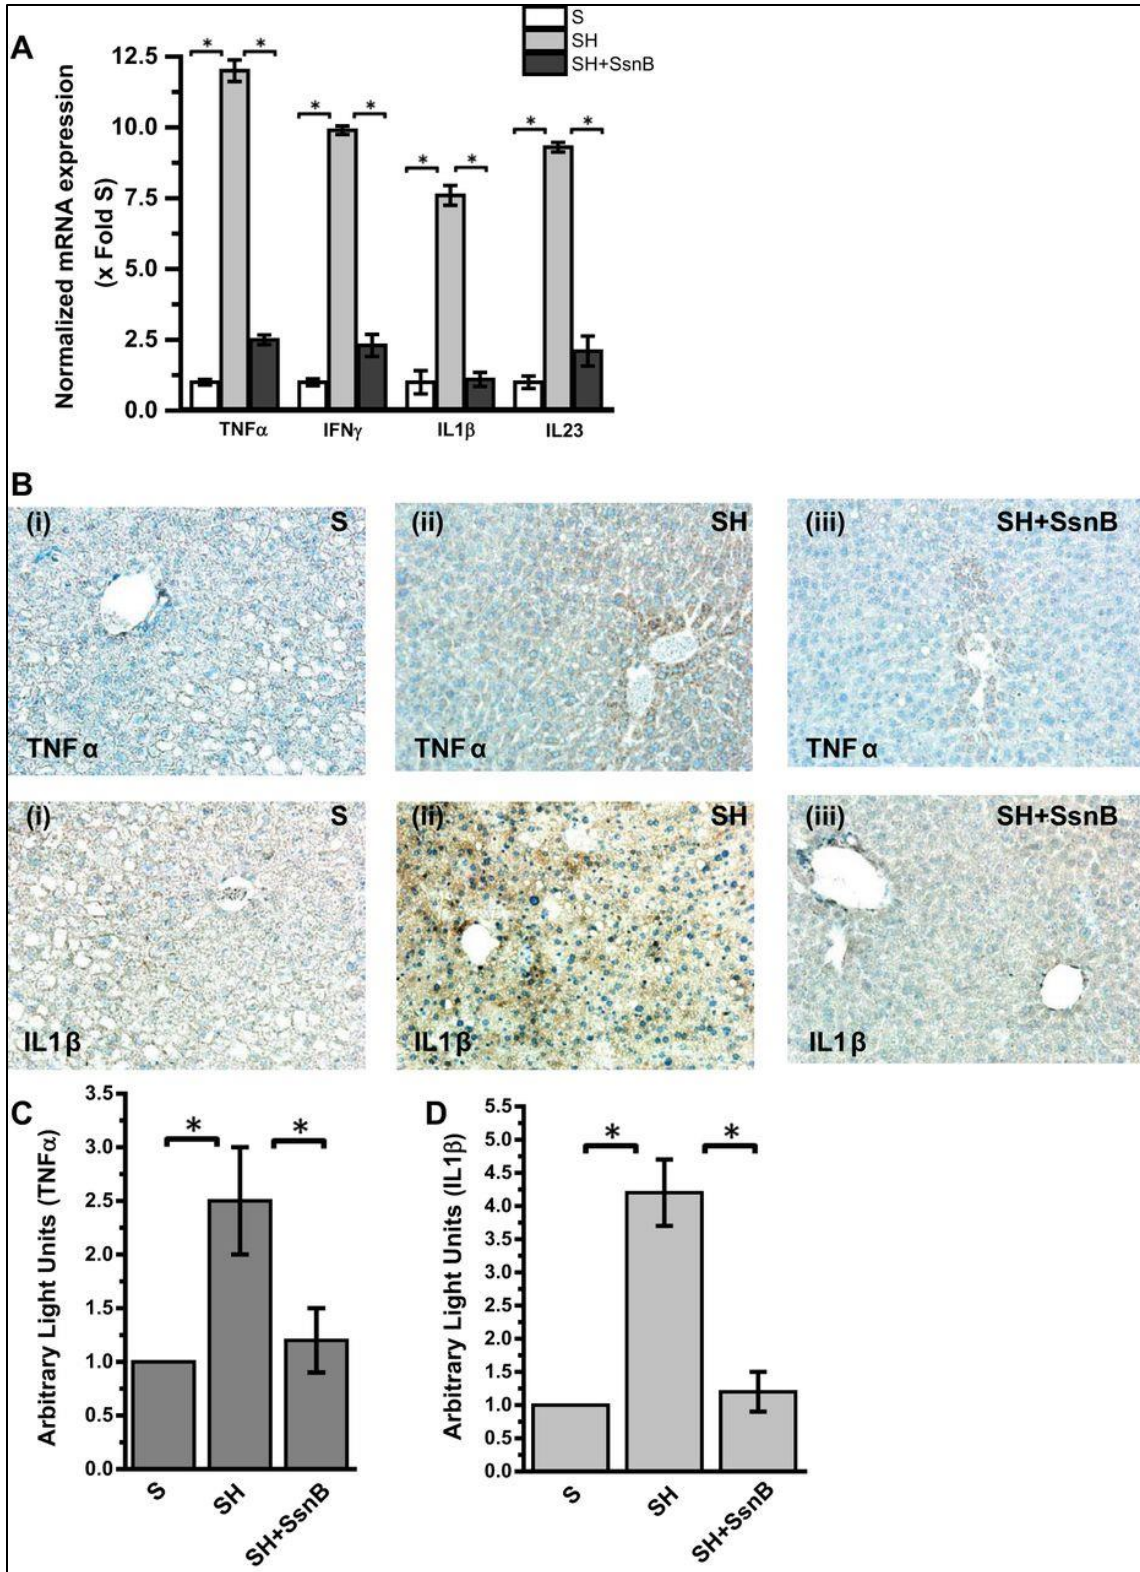 A
S
SH
SH+SsnB
* * * * * * * *
Normalized mRNA expression
(x Fold S)
12.5
10.0
7.5
5.0
2.5
0.0
TNFα IFNγ IL1β IL23
B
(i) S (ii) SH (iii) SH+SsnB
TNFα TNFα TNFα
(i) S (ii) SH (iii) SH+SsnB
IL1β IL1β IL1β
C
Arbitrary Light Units (TNFα)
3.5
3.0
2.5
2.0
1.5
1.0
0.5
0.0
* *
S SH SH+SsnB
D
Arbitrary Light Units (IL1β)
5.5
5.0
4.5
4.0
3.5
3.0
2.5
2.0
1.5
1.0
0.5
0.0
* *
S SH SH+SsnB